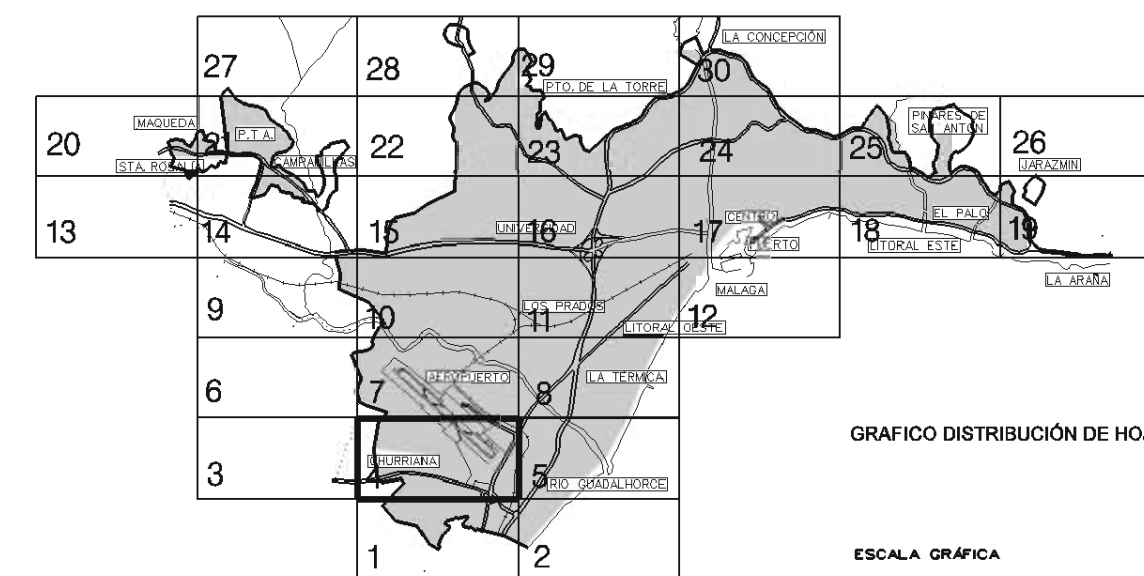 LA CONCEPCIÓN
27
28
29
30
PTO. DE LA TORRE
MAQUEDA
P.T.A.
PINARES DE
SAN ANTÓN
20
21
22
23
24
25
26
STA. ROSALIA
CAMPANILLAS
JARAZMIN
13
14
15
UNIVERSIDAD
16
17
CENTRO
PUERTO
18
EL PALO
19
LITORAL ESTE
LA ARAÑA
MALAGA
9
10
LOS PRADOS
11
LITORAL OESTE
12
6
7
AEROPUERTO
8
LA TÉRMICA
GRAFICO DISTRIBUCIÓN DE HOJ
3
CHURRIANA
5
RIO GUADALHORCE
1
2
ESCALA GRÁFICA